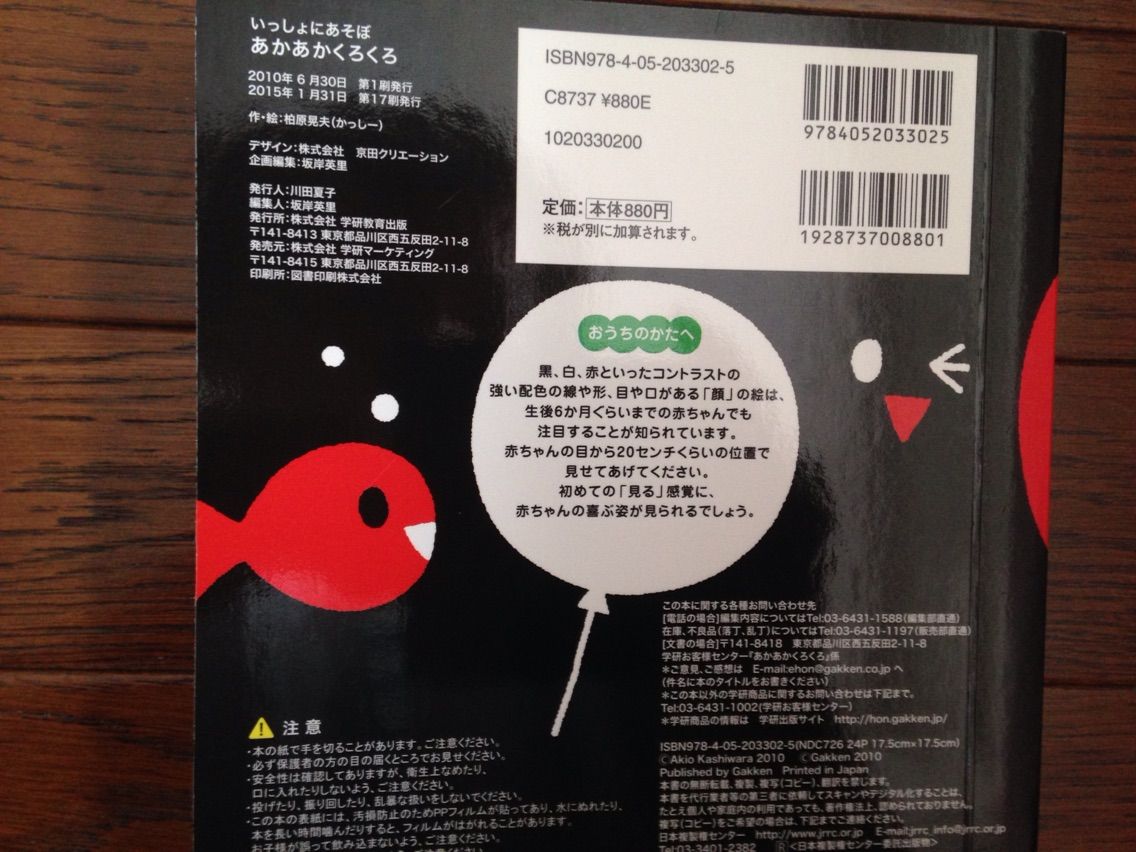 いっしょにあそぼ
あかあかくろくろ
2010年6月30日　第1刷発行
2015年1月31日　第17刷発行
作・絵：柏原晃夫（かっしー）
デザイン：株式会社　京田クリエーション
企画編集：坂岸英里
発行人：川田夏子
編集人：坂岸英里
発行所：株式会社 学研教育出版
〒141-8413 東京都品川区西五反田2-11-8
発売元：株式会社 学研マーケティング
〒141-8415 東京都品川区西五反田2-11-8
印刷所：図書印刷株式会社
ISBN978-4-05-203302-5
C8737 ¥880E
1020330200
定価：本体880円
※税が別に加算されます。
9784052033025
1928737008801
おうちのかたへ
黒、白、赤といったコントラストの
強い配色の線や形、目や口がある「顔」の絵は、
生後6か月ぐらいまでの赤ちゃんでも
注目することが知られています。
赤ちゃんの目から20センチくらいの位置で
見せてあげてください。
初めての「見る」感覚に、
赤ちゃんの喜ぶ姿が見られるでしょう。
この本に関する各種お問い合わせ先
[電話の場合]編集内容についてはTel:03-6431-1588（編集部直通）
在庫、不良品（落丁、乱丁）についてはTel:03-6431-1197（販売部直通）
[文書の場合]〒141-8418　東京都品川区西五反田2-11-8
学研お客様センター『あかあかくろくろ』係
＊ご意見、ご感想は　E-mail:ehon@gakken.co.jp へ
（件名に本のタイトルをお書きください）
＊この本以外の学研商品に関するお問い合わせは下記まで。
Tel:03-6431-1002（学研お客様センター）
＊学研商品の情報は　学研出版サイト　http://hon.gakken.jp/
ISBN978-4-05-203302-5(NDC726 24P 17.5cm×17.5cm)
©Akio Kashiwara 2010　©Gakken 2010
Published by Gakken　Printed in Japan
本書の無断転載、複製、複写（コピー）、翻訳を禁じます。
本書を代行業者等の第三者に依頼してスキャンやデジタル化することは、
たとえ個人や家庭内の利用であっても、著作権法上、認められておりません。
複写（コピー）をご希望の場合は、下記までご連絡ください。
日本複製権センター　http://www.jrrc.or.jp　E-mail:jrrc_info@jrrc.or.jp
Tel:03-3401-2382　R＜日本複製権センター委託出版物＞
注意
・本の紙で手を切ることがあります。ご注意ください。
・必ず保護者の方の目の届くところでお見せください。
・安全性は確認してありますが、衛生上なめたり、
口に入れたりしないよう、ご注意ください。
・投げたり、振り回したり、乱暴な扱いをしないでください。
・この本の表紙には、汚損防止のためPPフィルムが貼ってあり、水にぬれたり、
本を長い時間噛んだりすると、フィルムがはがれることがあります。
お子様が誤って飲み込まないよう、ご注意ください。